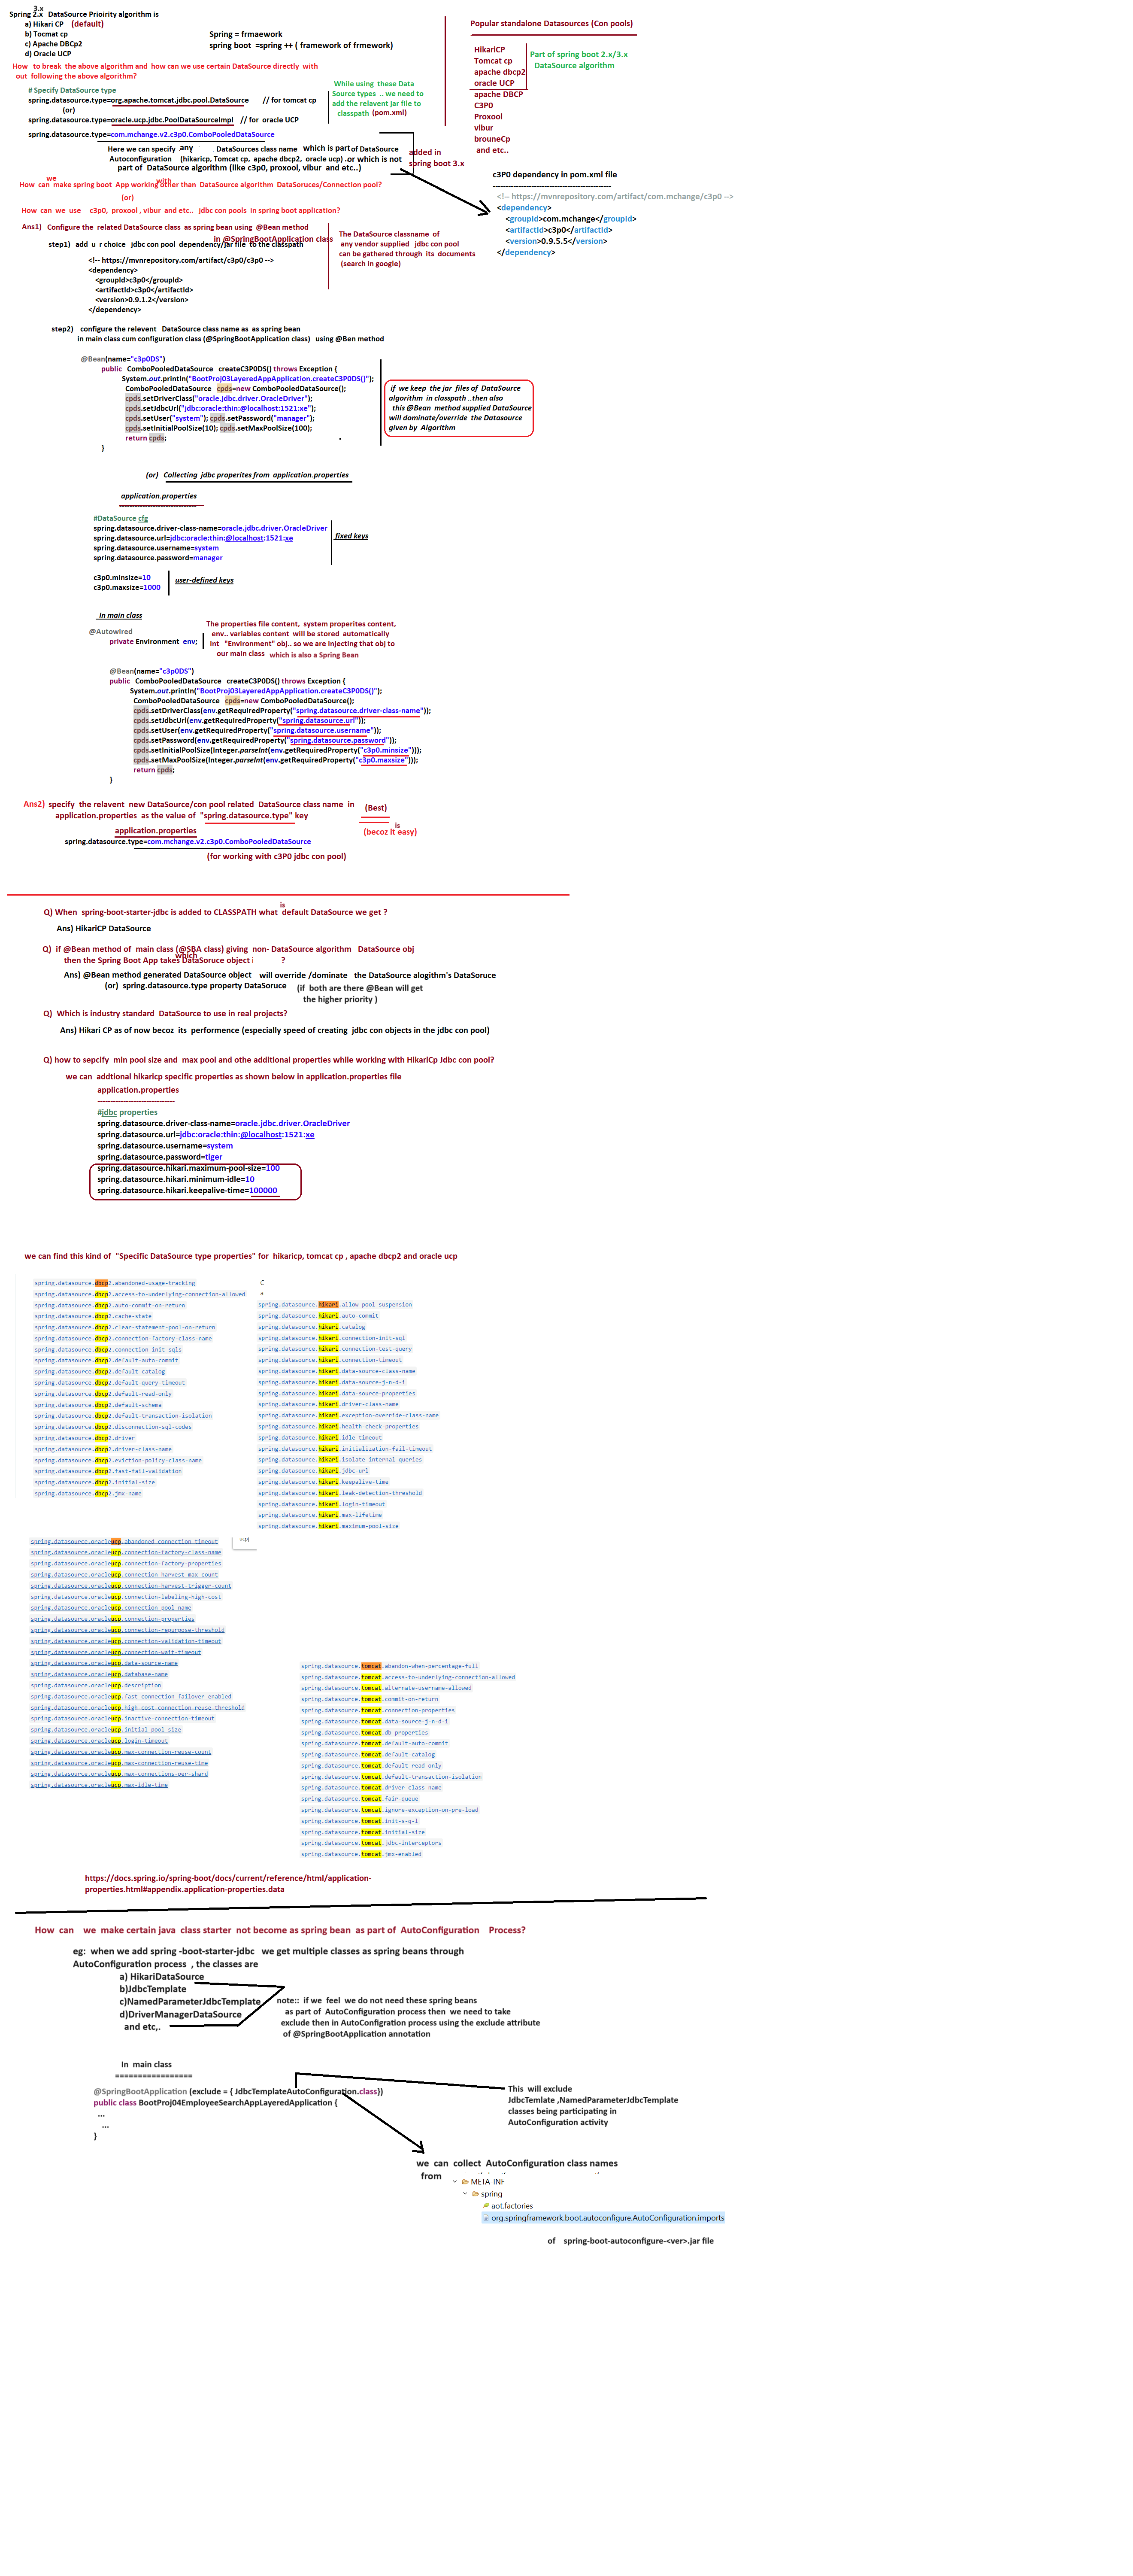 3.x
Spring 2.x DataSource Prioirity algorithm is
a) Hikari CP (default)
b) Tocmat cp
c) Apache DBCp2
d) Oracle UCP
Spring = frmaework
spring boot =spring ++ ( framework of frmework)
How to break the above algorithm and how can we use certain DataSource directly with
out following the above algorithm?
# Specify DataSource type
spring.datasource.type=org.apache.tomcat.jdbc.pool.DataSource // for tomcat cp
(or)
spring.datasource.type=oracle.ucp.jdbc.PoolDataSourceImpl // for oracle UCP
spring.datasource.type=com.mchange.v2.c3p0.ComboPooledDataSource
While using these Data
Source types .. we need to
add the relavent jar file to
classpath (pom.xml)
Here we can specify any ( DataSources class name which is part of DataSource
Autoconfiguration (hikaricp, Tomcat cp, apache dbcp2, oracle ucp) .or which is not
part of DataSource algorithm (like c3p0, proxool, vibur and etc..)
added in
spring boot 3.x
Popular standalone Datasources (Con pools)
HikariCP
Tomcat cp
apache dbcp2
oracle UCP
apache DBCP
C3P0
Proxool
vibur
brouneCp
and etc..
Part of spring boot 2.x/3.x
DataSource algorithm
c3P0 dependency in pom.xml file
----------------------------------------------
<!-- https://mvnrepository.com/artifact/com.mchange/c3p0 -->
<dependency>
<groupId>com.mchange</groupId>
<artifactId>c3p0</artifactId>
<version>0.9.5.5</version>
</dependency>
we
with
How can make spring boot App working other than DataSource algorithm DataSoruces/Connection pool?
(or)
How can we use c3p0, proxool , vibur and etc.. jdbc con pools in spring boot application?
Ans1) Configure the related DataSource class as spring bean using @Bean method
in @SpringBootApplication class
step1) add u r choice jdbc con pool dependency/jar file to the classpath
The DataSource classname of
any vendor supplied jdbc con pool
can be gathered through its documents
(search in google)
<!-- https://mvnrepository.com/artifact/c3p0/c3p0 -->
<dependency>
<groupId>c3p0</groupId>
<artifactId>c3p0</artifactId>
<version>0.9.1.2</version>
</dependency>
step2) configure the relevent DataSource class name as as spring bean
in main class cum configuration class (@SpringBootApplication class) using @Ben method
@Bean(name="c3p0DS")
public ComboPooledDataSource createC3P0DS() throws Exception {
System.out.println("BootProj03LayeredAppApplication.createC3P0DS()");
ComboPooledDataSource cpds=new ComboPooledDataSource();
cpds.setDriverClass("oracle.jdbc.driver.OracleDriver");
cpds.setJdbcUrl("jdbc:oracle:thin:@localhost:1521:xe");
cpds.setUser("system"); cpds.setPassword("manager");
cpds.setInitialPoolSize(10); cpds.setMaxPoolSize(100);
return cpds;
}
if we keep the jar files of DataSource
algorithm in classpath ..then also
this @Bean method supplied DataSource
will dominate/override the Datasource
given by Algorithm
(or) Collecting jdbc properites from application.properties
application.properties
#DataSource cfg
spring.datasource.driver-class-name=oracle.jdbc.driver.OracleDriver
spring.datasource.url=jdbc:oracle:thin:@localhost:1521:xe
spring.datasource.username=system
spring.datasource.password=manager
fixed keys
c3p0.minsize=10
c3p0.maxsize=1000
user-defined keys
In main class
@Autowired
private Environment env;
The properties file content, system properites content,
env.. variables content will be stored automatically
int "Environment" obj.. so we are injecting that obj to
our main class which is also a Spring Bean
@Bean(name="c3p0DS")
public ComboPooledDataSource createC3P0DS() throws Exception {
System.out.println("BootProj03LayeredAppApplication.createC3P0DS()");
ComboPooledDataSource cpds=new ComboPooledDataSource();
cpds.setDriverClass(env.getRequiredProperty("spring.datasource.driver-class-name"));
cpds.setJdbcUrl(env.getRequiredProperty("spring.datasource.url"));
cpds.setUser(env.getRequiredProperty("spring.datasource.username"));
cpds.setPassword(env.getRequiredProperty("spring.datasource.password"));
cpds.setInitialPoolSize(Integer.parseInt(env.getRequiredProperty("c3p0.minsize")));
cpds.setMaxPoolSize(Integer.parseInt(env.getRequiredProperty("c3p0.maxsize")));
return cpds;
}
Ans2) specify the relavent new DataSource/con pool related DataSource class name in
application.properties as the value of "spring.datasource.type" key
(Best)
is
(becoz it easy)
application.properties
spring.datasource.type=com.mchange.v2.c3p0.ComboPooledDataSource
(for working with c3P0 jdbc con pool)
is
Q) When spring-boot-starter-jdbc is added to CLASSPATH what default DataSource we get ?
Ans) HikariCP DataSource
Q) if @Bean method of main class (@SBA class) giving non- DataSource algorithm DataSource obj
which
then the Spring Boot App takes DataSoruce object ?
Ans) @Bean method generated DataSource object will override /dominate the DataSource alogithm's DataSoruce
(or) spring.datasource.type property DataSoruce (if both are there @Bean will get
the higher priority )
Q) Which is industry standard DataSource to use in real projects?
Ans) Hikari CP as of now becoz its performence (especially speed of creating jdbc con objects in the jdbc con pool)
Q) how to sepcify min pool size and max pool and othe additional properties while working with HikariCp Jdbc con pool?
we can addtional hikaricp specific properties as shown below in application.properties file
application.properties
------------------------------
#jdbc properties
spring.datasource.driver-class-name=oracle.jdbc.driver.OracleDriver
spring.datasource.url=jdbc:oracle:thin:@localhost:1521:xe
spring.datasource.username=system
spring.datasource.password=tiger
spring.datasource.hikari.maximum-pool-size=100
spring.datasource.hikari.minimum-idle=10
spring.datasource.hikari.keepalive-time=100000
we can find this kind of "Specific DataSource type properties" for hikaricp, tomcat cp , apache dbcp2 and oracle ucp
spring.datasource.dbcp2.abandoned-usage-tracking
spring.datasource.dbcp2.access-to-underlying-connection-allowed
spring.datasource.dbcp2.auto-commit-on-return
spring.datasource.dbcp2.cache-state
spring.datasource.dbcp2.clear-statement-pool-on-return
spring.datasource.dbcp2.connection-factory-class-name
spring.datasource.dbcp2.connection-init-sqls
spring.datasource.dbcp2.default-auto-commit
spring.datasource.dbcp2.default-catalog
spring.datasource.dbcp2.default-query-timeout
spring.datasource.dbcp2.default-read-only
spring.datasource.dbcp2.default-schema
spring.datasource.dbcp2.default-transaction-isolation
spring.datasource.dbcp2.disconnection-sql-codes
spring.datasource.dbcp2.driver
spring.datasource.dbcp2.driver-class-name
spring.datasource.dbcp2.eviction-policy-class-name
spring.datasource.dbcp2.fast-fail-validation
spring.datasource.dbcp2.initial-size
spring.datasource.dbcp2.jmx-name
C
a
spring.datasource.hikari.allow-pool-suspension
spring.datasource.hikari.auto-commit
spring.datasource.hikari.catalog
spring.datasource.hikari.connection-init-sql
spring.datasource.hikari.connection-test-query
spring.datasource.hikari.connection-timeout
spring.datasource.hikari.data-source-class-name
spring.datasource.hikari.data-source-j-n-d-i
spring.datasource.hikari.data-source-properties
spring.datasource.hikari.driver-class-name
spring.datasource.hikari.exception-override-class-name
spring.datasource.hikari.health-check-properties
spring.datasource.hikari.idle-timeout
spring.datasource.hikari.initialization-fail-timeout
spring.datasource.hikari.isolate-internal-queries
spring.datasource.hikari.jdbc-url
spring.datasource.hikari.keepalive-time
spring.datasource.hikari.leak-detection-threshold
spring.datasource.hikari.login-timeout
spring.datasource.hikari.max-lifetime
spring.datasource.hikari.maximum-pool-size
ucp|
spring.datasource.oracleucp.abandoned-connection-timeout
spring.datasource.oracleucp.connection-factory-class-name
spring.datasource.oracleucp.connection-factory-properties
spring.datasource.oracleucp.connection-harvest-max-count
spring.datasource.oracleucp.connection-harvest-trigger-count
spring.datasource.oracleucp.connection-labeling-high-cost
spring.datasource.oracleucp.connection-pool-name
spring.datasource.oracleucp.connection-properties
spring.datasource.oracleucp.connection-repurpose-threshold
spring.datasource.oracleucp.connection-validation-timeout
spring.datasource.oracleucp.connection-wait-timeout
spring.datasource.oracleucp.data-source-name
spring.datasource.oracleucp.database-name
spring.datasource.oracleucp.description
spring.datasource.oracleucp.fast-connection-failover-enabled
spring.datasource.oracleucp.high-cost-connection-reuse-threshold
spring.datasource.oracleucp.inactive-connection-timeout
spring.datasource.oracleucp.initial-pool-size
spring.datasource.oracleucp.login-timeout
spring.datasource.oracleucp.max-connection-reuse-count
spring.datasource.oracleucp.max-connection-reuse-time
spring.datasource.oracleucp.max-connections-per-shard
spring.datasource.oracleucp.max-idle-time
spring.datasource.tomcat.abandon-when-percentage-full
spring.datasource.tomcat.access-to-underlying-connection-allowed
spring.datasource.tomcat.alternate-username-allowed
spring.datasource.tomcat.commit-on-return
spring.datasource.tomcat.connection-properties
spring.datasource.tomcat.data-source-j-n-d-i
spring.datasource.tomcat.db-properties
spring.datasource.tomcat.default-auto-commit
spring.datasource.tomcat.default-catalog
spring.datasource.tomcat.default-read-only
spring.datasource.tomcat.default-transaction-isolation
spring.datasource.tomcat.driver-class-name
spring.datasource.tomcat.fair-queue
spring.datasource.tomcat.ignore-exception-on-pre-load
spring.datasource.tomcat.init-s-q-l
spring.datasource.tomcat.initial-size
spring.datasource.tomcat.jdbc-interceptors
spring.datasource.tomcat.jmx-enabled
https://docs.spring.io/spring-boot/docs/current/reference/html/application-
properties.html#appendix.application-properties.data
How can we make certain java class starter not become as spring bean as part of AutoConfiguration Process?
eg: when we add spring -boot-starter-jdbc we get multiple classes as spring beans through
AutoConfiguration process , the classes are
a) HikariDataSource
b)JdbcTemplate
c)NamedParameterJdbcTemplate
d)DriverManagerDataSource
and etc,.
note:: if we feel we do not need these spring beans
as part of AutoConfiguration process then we need to take
exclude then in AutoConfigration process using the exclude attribute
of @SpringBootApplication annotation
In main class
=================
@SpringBootApplication (exclude = { JdbcTemplateAutoConfiguration.class})
public class BootProj04EmployeeSearchAppLayeredApplication {
...
...
}
This will exclude
JdbcTemlate ,NamedParameterJdbcTemplate
classes being participating in
AutoConfiguration activity
we can collect AutoConfiguration class names
from
META-INF
spring
aot.factories
org.springframework.boot.autoconfigure.AutoConfiguration.imports
of spring-boot-autoconfigure-<ver>.jar file